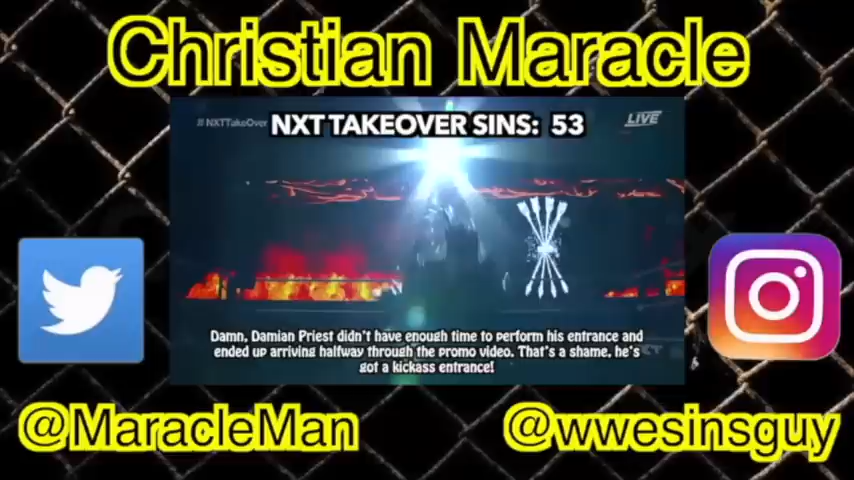 Christian Maracle
# NXTTakeOver
NXT TAKEOVER SINS: 53
LIVE
Damn, Damian Priest didn't have enough time to perform his entrance and
ended up arriving halfway through the promo video. That's a shame, he's
got a kickass entrance!
@MaracleMan
@wwesinsguy